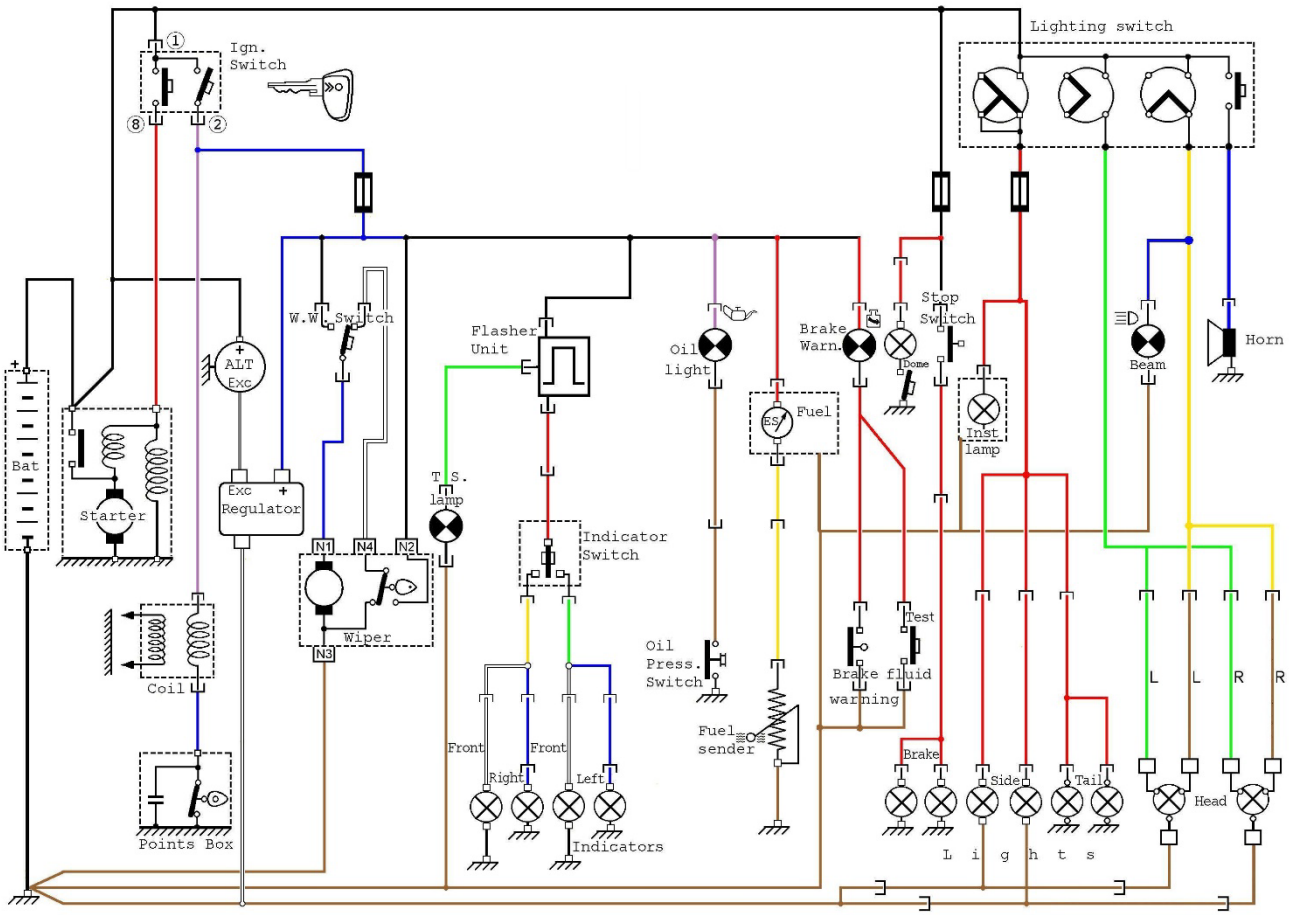 Lighting switch
1
Ign.
Switch
8
2
W.W. Switch
Flasher
Unit
Oil
light
Brake
Warn.
Stop
Switch
Dome
Beam
Horn
+
ALT
Exc
+
Bat
Starter
Exc
+
Regulator
T S.
lamp
ES
Fuel
Inst
lamp
N1
N4
N2
Wiper
N3
Indicator
Switch
Coil
Oil
Press.
Switch
Test
Brake fluid
warning
L
L
R
R
Fuel
sender
Front
Front
Right
Left
Brake
Side
Tail
Head
Points Box
Indicators
L i g h t s